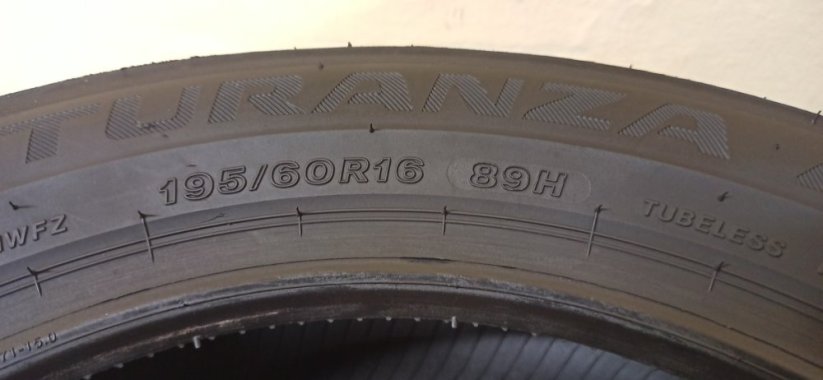 TURANZA
195/60R16 89H
TUBELESS